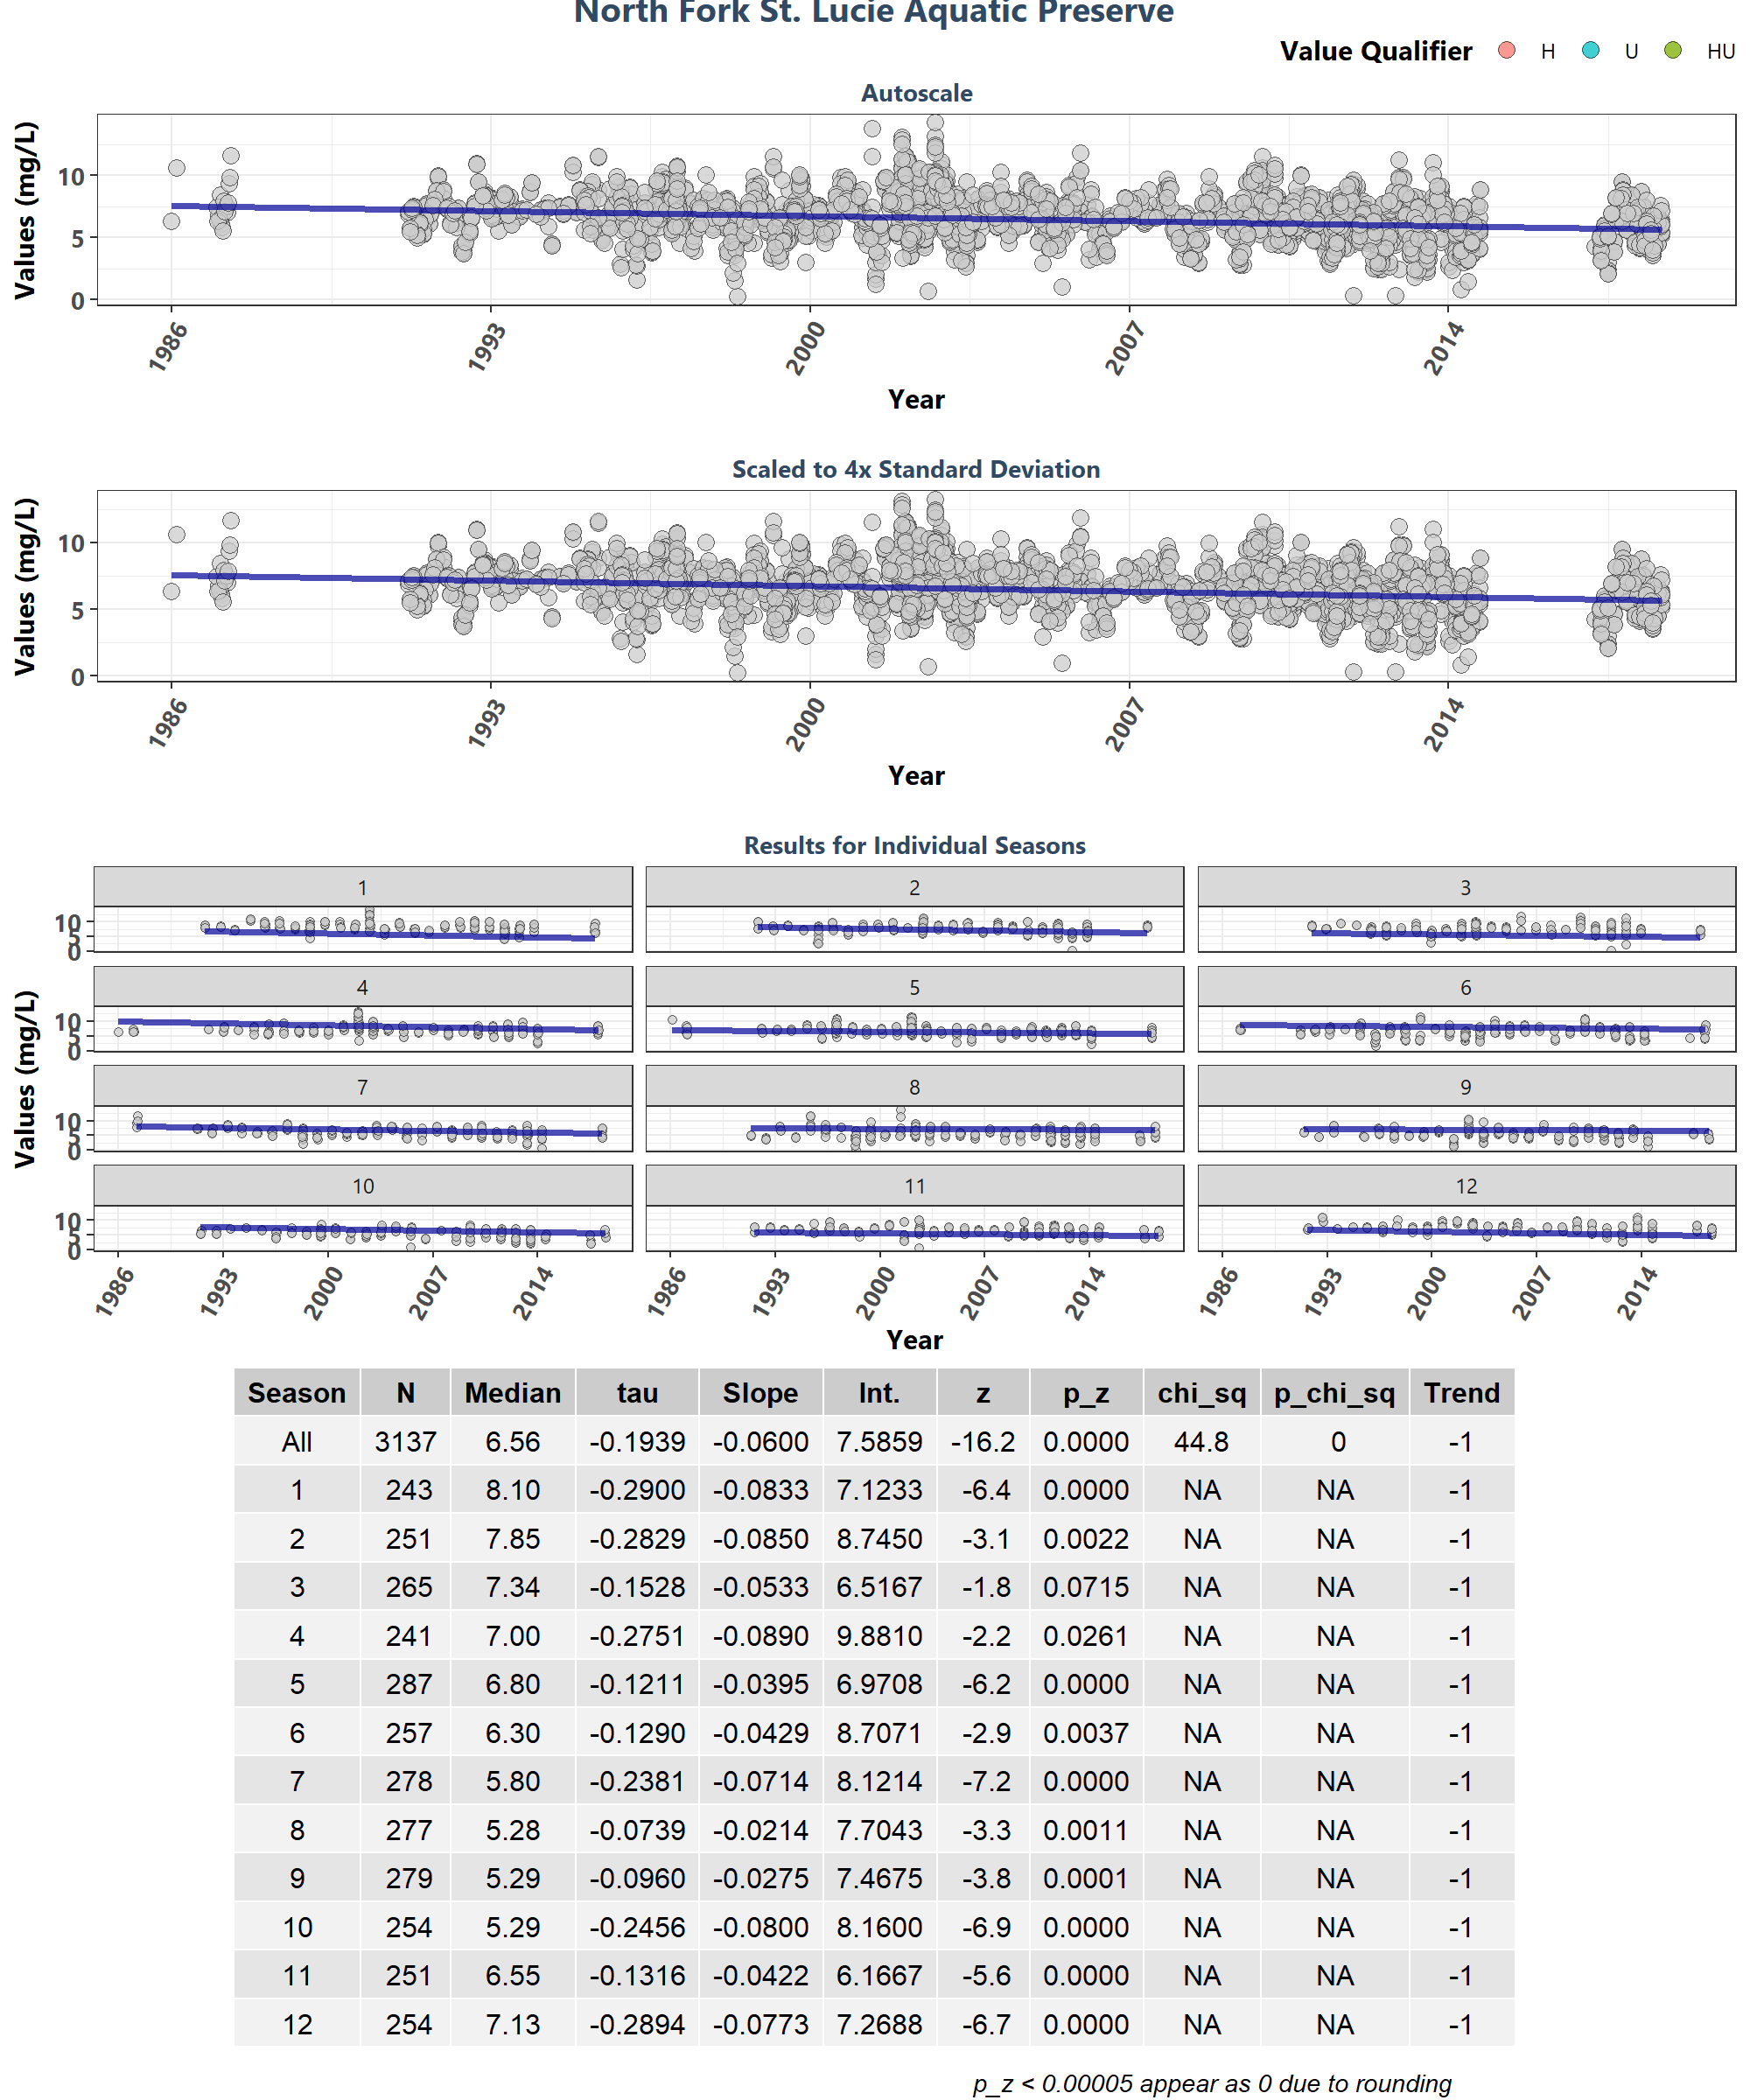 North Fork St. Lucie Aquatic Preserve
Value Qualifier H U HU
Autoscale
Values (mg/L)
10
5
0
1986 1993 2000 2007 2014
Year
Scaled to 4x Standard Deviation
Values (mg/L)
10
5
0
1986 1993 2000 2007 2014
Year
Results for Individual Seasons
Values (mg/L)
1 2 3
10
5
0
4 5 6
10
5
0
7 8 9
10
5
0
10 11 12
10
5
0
1986 1993 2000 2007 2014 1986 1993 2000 2007 2014 1986 1993 2000 2007 2014
Year
Season N Median tau Slope Int. z p_z chi_sq p_chi_sq Trend
All 3137 6.56 -0.1939 -0.0600 7.5859 -16.2 0.0000 44.8 0 -1
1 243 8.10 -0.2900 -0.0833 7.1233 -6.4 0.0000 NA NA -1
2 251 7.85 -0.2829 -0.0850 8.7450 -3.1 0.0022 NA NA -1
3 265 7.34 -0.1528 -0.0533 6.5167 -1.8 0.0715 NA NA -1
4 241 7.00 -0.2751 -0.0890 9.8810 -2.2 0.0261 NA NA -1
5 287 6.80 -0.1211 -0.0395 6.9708 -6.2 0.0000 NA NA -1
6 257 6.30 -0.1290 -0.0429 8.7071 -2.9 0.0037 NA NA -1
7 278 5.80 -0.2381 -0.0714 8.1214 -7.2 0.0000 NA NA -1
8 277 5.28 -0.0739 -0.0214 7.7043 -3.3 0.0011 NA NA -1
9 279 5.29 -0.0960 -0.0275 7.4675 -3.8 0.0001 NA NA -1
10 254 5.29 -0.2456 -0.0800 8.1600 -6.9 0.0000 NA NA -1
11 251 6.55 -0.1316 -0.0422 6.1667 -5.6 0.0000 NA NA -1
12 254 7.13 -0.2894 -0.0773 7.2688 -6.7 0.0000 NA NA -1
p_z < 0.00005 appear as 0 due to rounding